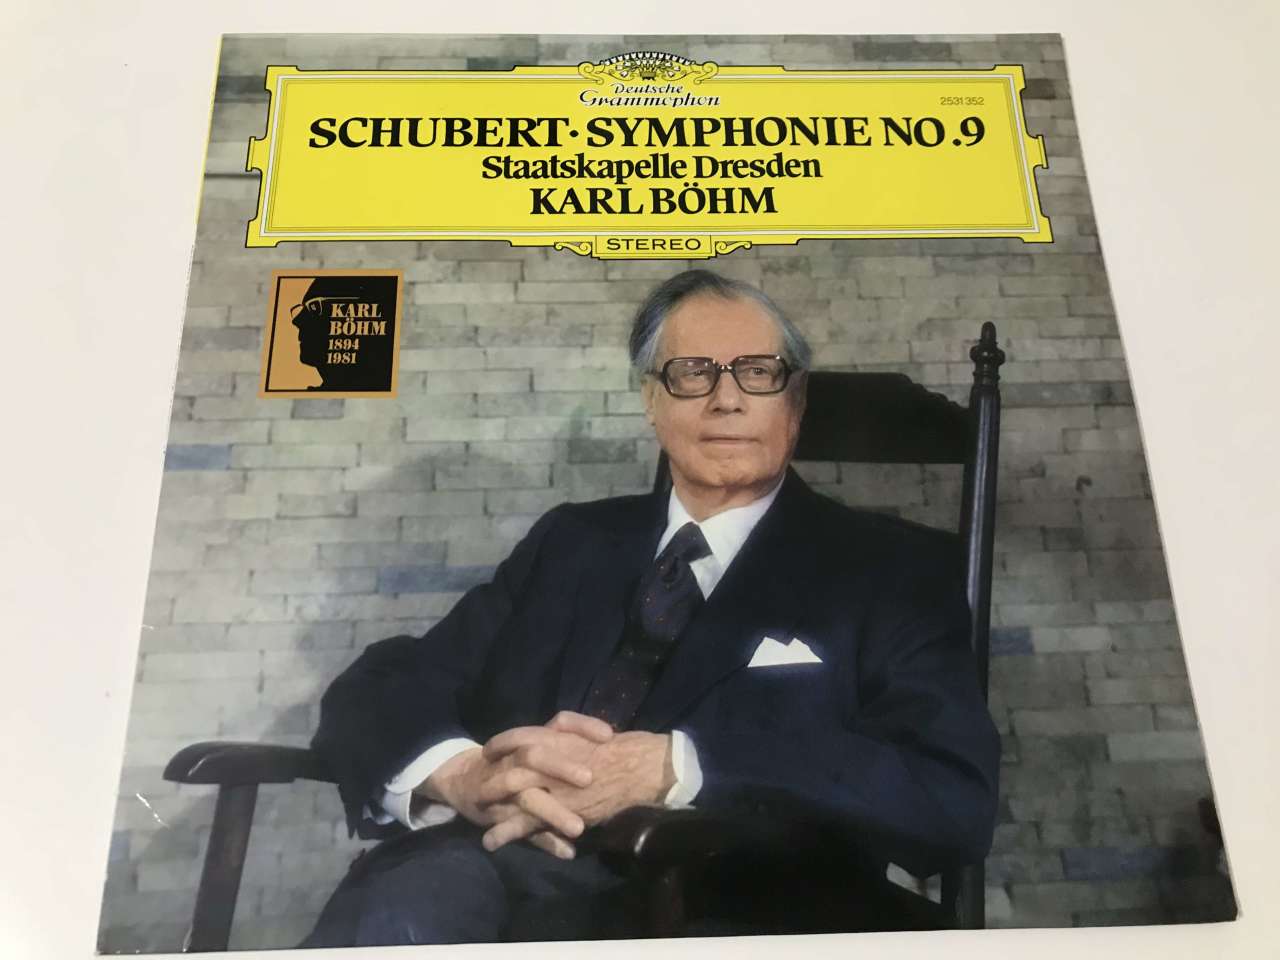 Deutsche
Grammophon
2531 352
SCHUBERT·SYMPHONIE NO.9
Staatskapelle Dresden
KARL BÖHM
STEREO
KARL
BÖHM
1894
1981